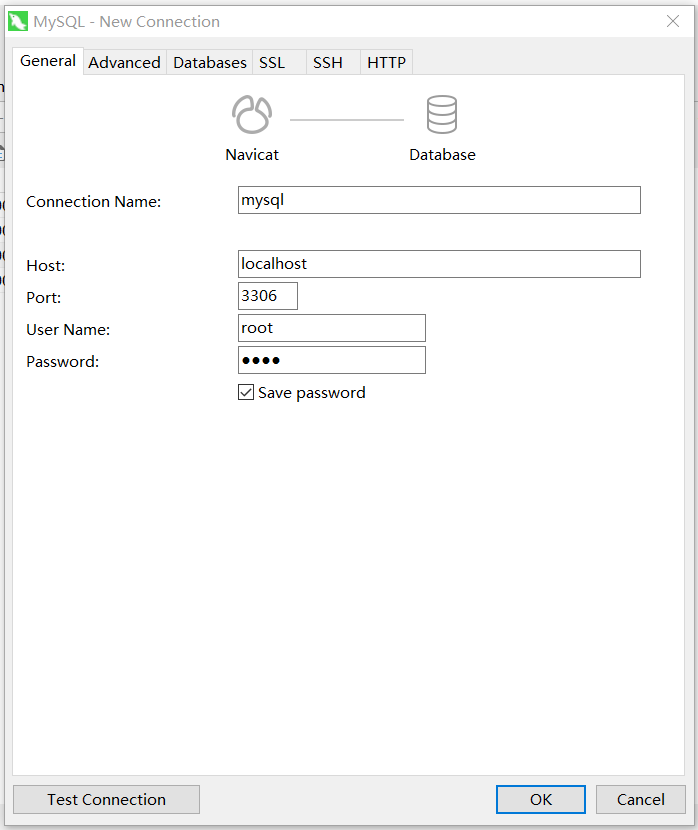 MySQL - New Connection
General Advanced Databases SSL SSH HTTP
Navicat Database
Connection Name: mysql
Host: localhost
Port: 3306
User Name: root
Password: ●●●●
Save password
Test Connection OK Cancel